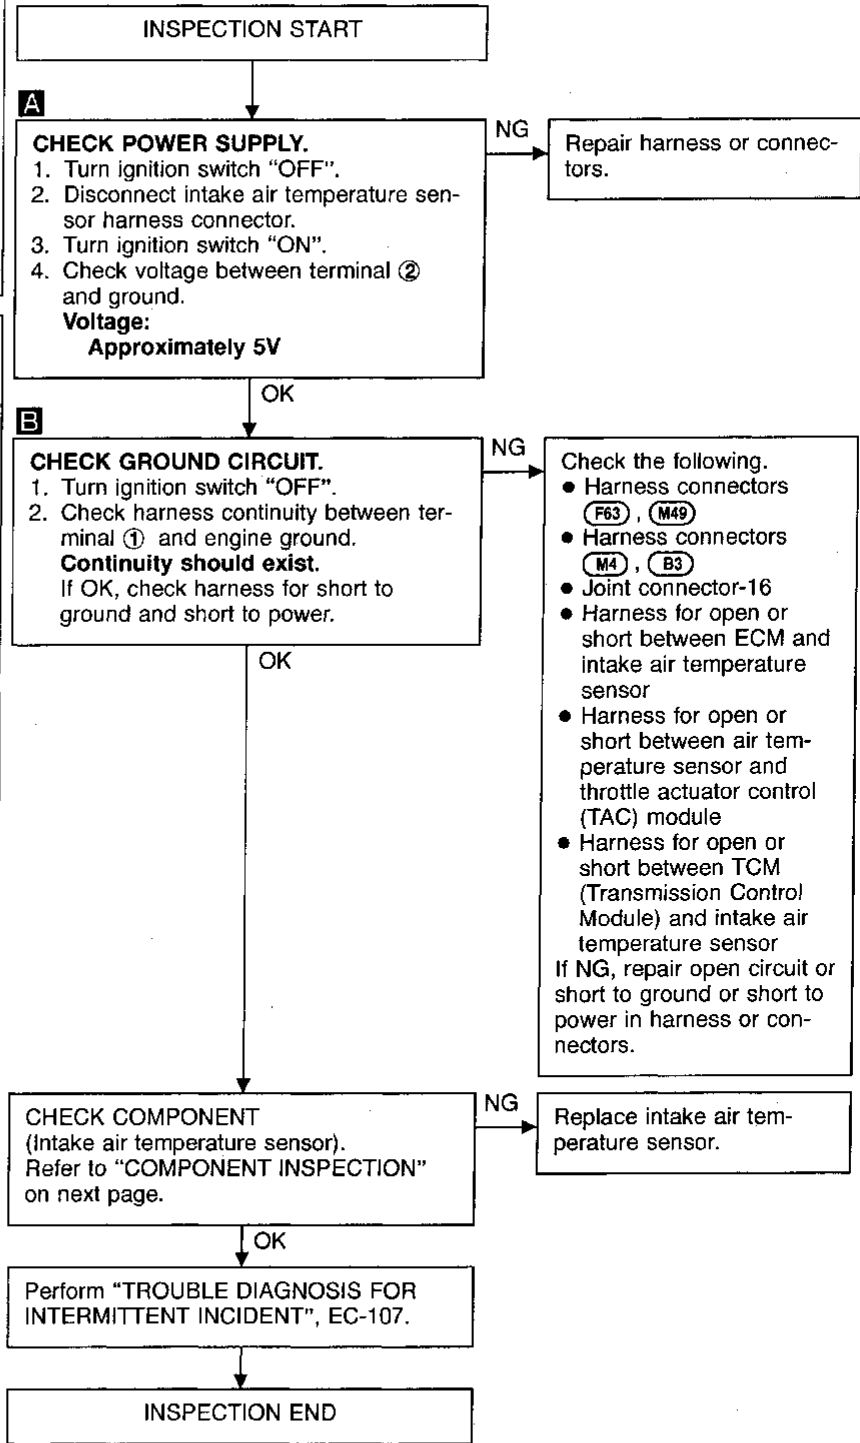 INSPECTION START
A
CHECK POWER SUPPLY.
1. Turn ignition switch “OFF”.
2. Disconnect intake air temperature sen-
sor harness connector.
3. Turn ignition switch “ON”.
4. Check voltage between terminal ②
and ground.
Voltage:
Approximately 5V
NG
Repair harness or connec-
tors.
OK
B
CHECK GROUND CIRCUIT.
1. Turn ignition switch “OFF”.
2. Check harness continuity between ter-
minal ① and engine ground.
Continuity should exist.
If OK, check harness for short to
ground and short to power.
NG
Check the following.
● Harness connectors
F63 , M49
● Harness connectors
M4 , B3
● Joint connector-16
● Harness for open or
short between ECM and
intake air temperature
sensor
● Harness for open or
short between air tem-
perature sensor and
throttle actuator control
(TAC) module
● Harness for open or
short between TCM
(Transmission Control
Module) and intake air
temperature sensor
If NG, repair open circuit or
short to ground or short to
power in harness or con-
nectors.
OK
CHECK COMPONENT
(Intake air temperature sensor).
Refer to “COMPONENT INSPECTION”
on next page.
NG
Replace intake air tem-
perature sensor.
OK
Perform “TROUBLE DIAGNOSIS FOR
INTERMITTENT INCIDENT”, EC-107.
INSPECTION END